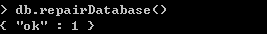 > db.repairDatabase()
{ "ok" : 1 }